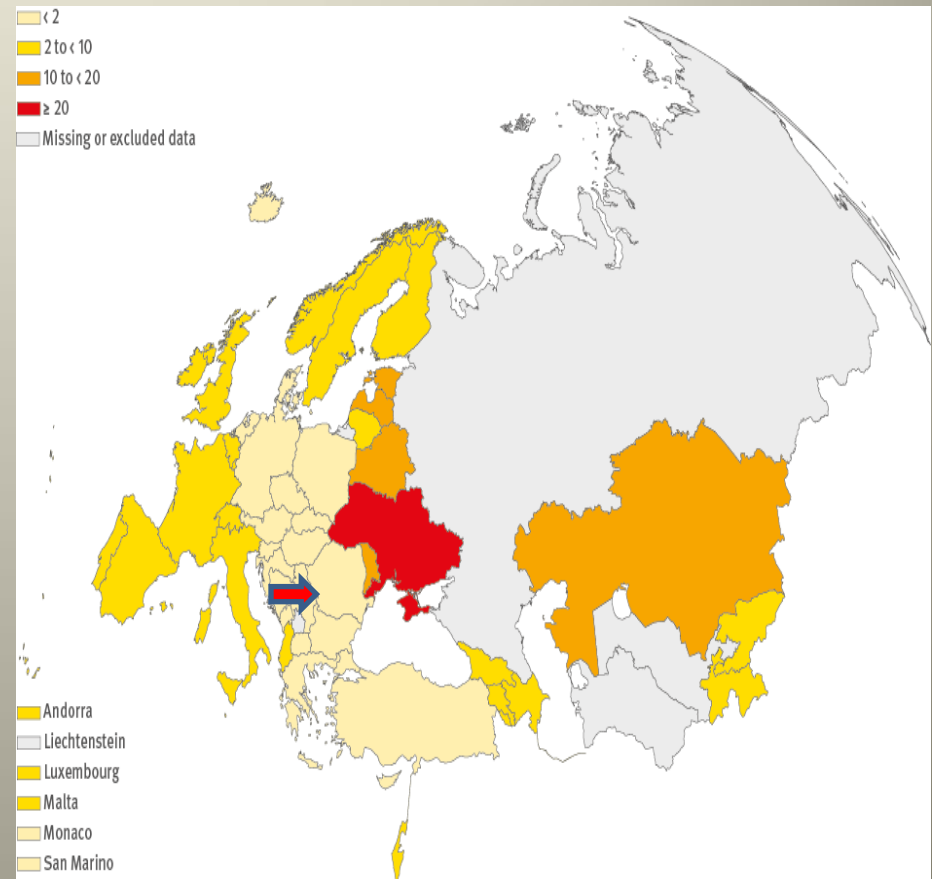 < 2
2 to < 10
10 to < 20
≥ 20
Missing or excluded data
Andorra
Liechtenstein
Luxembourg
Malta
Monaco
San Marino